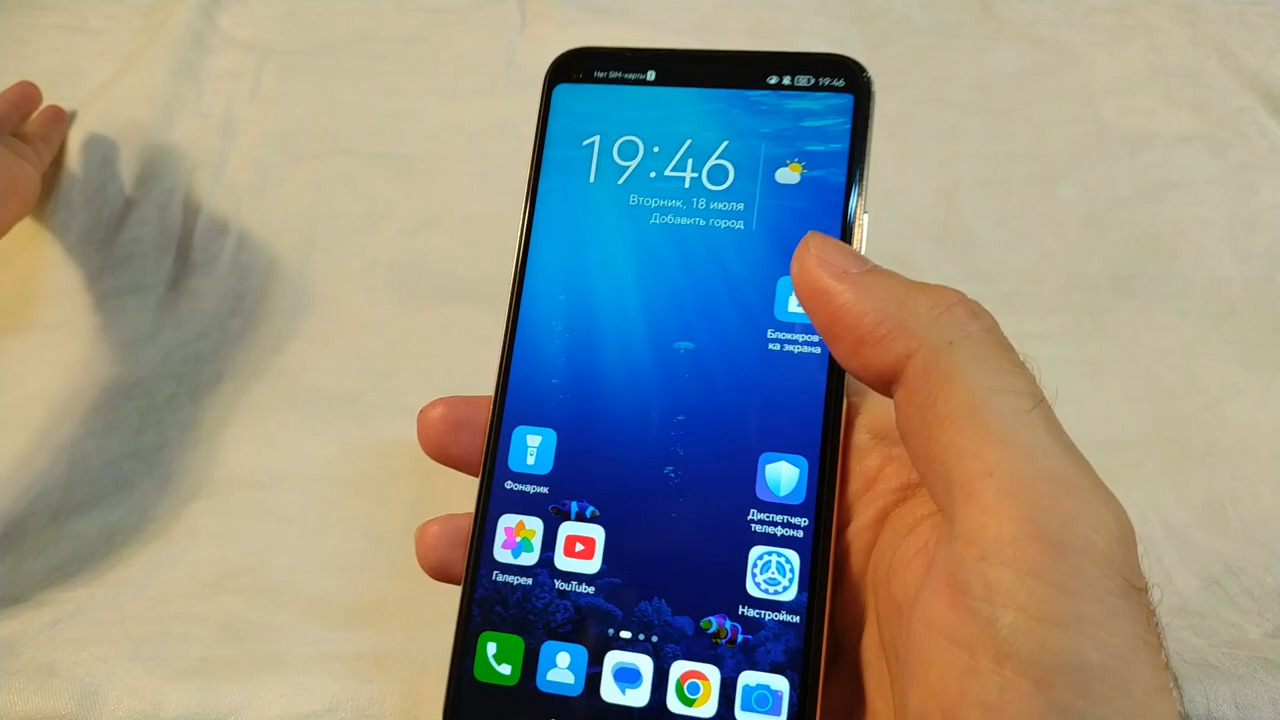 Нет SIM-карты
19:46
19:46
Вторник, 18 июля
Добавить город
Блокиров-
ка экрана
Фонарик
Диспетчер
телефона
Галерея
YouTube
Настройки